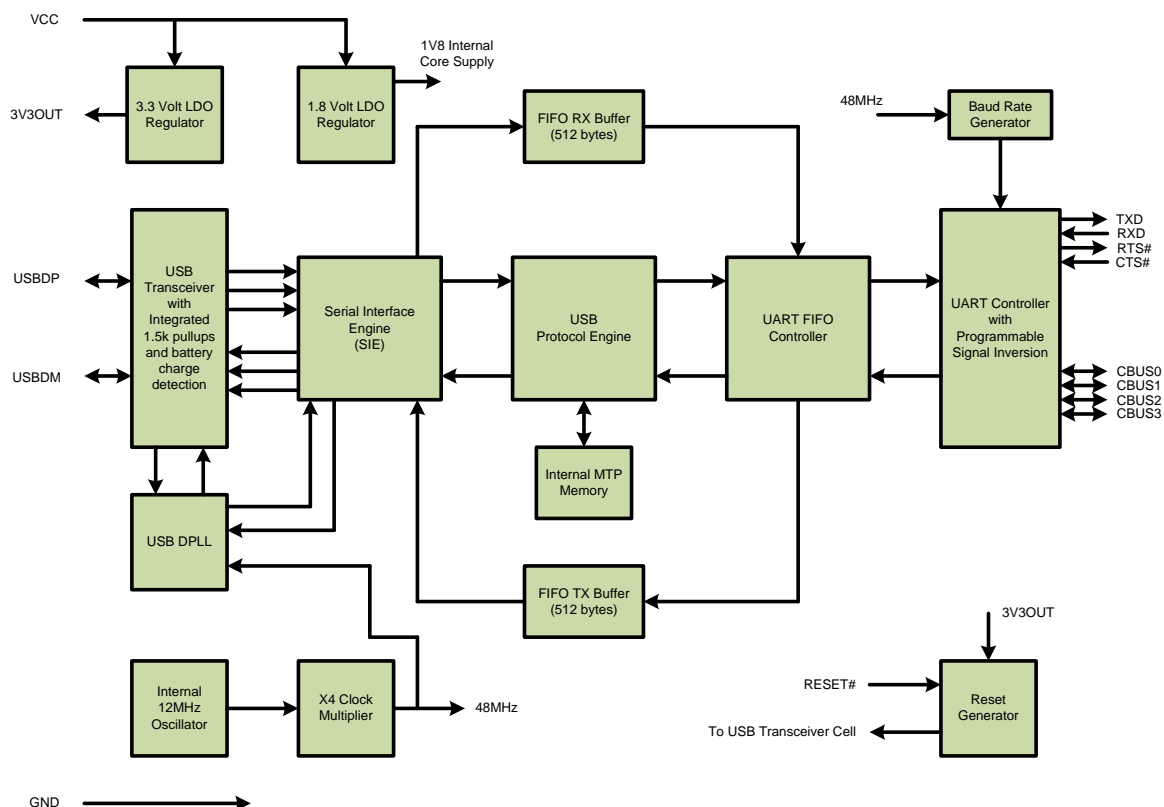 VCC
1V8 Internal
Core Supply
3.3 Volt LDO
Regulator
1.8 Volt LDO
Regulator
3V3OUT
FIFO RX Buffer
(512 bytes)
48MHz
Baud Rate
Generator
USBDP
USBDM
USB
Transceiver
with
Integrated
1.5k pullups
and battery
charge
detection
Serial Interface
Engine
(SIE)
USB
Protocol Engine
UART FIFO
Controller
UART Controller
with
Programmable
Signal Inversion
TXD
RXD
RTS#
CTS#
CBUS0
CBUS1
CBUS2
CBUS3
Internal MTP
Memory
USB DPLL
FIFO TX Buffer
(512 bytes)
3V3OUT
Internal
12MHz
Oscillator
X4 Clock
Multiplier
48MHz
RESET#
To USB Transceiver Cell
Reset
Generator
GND